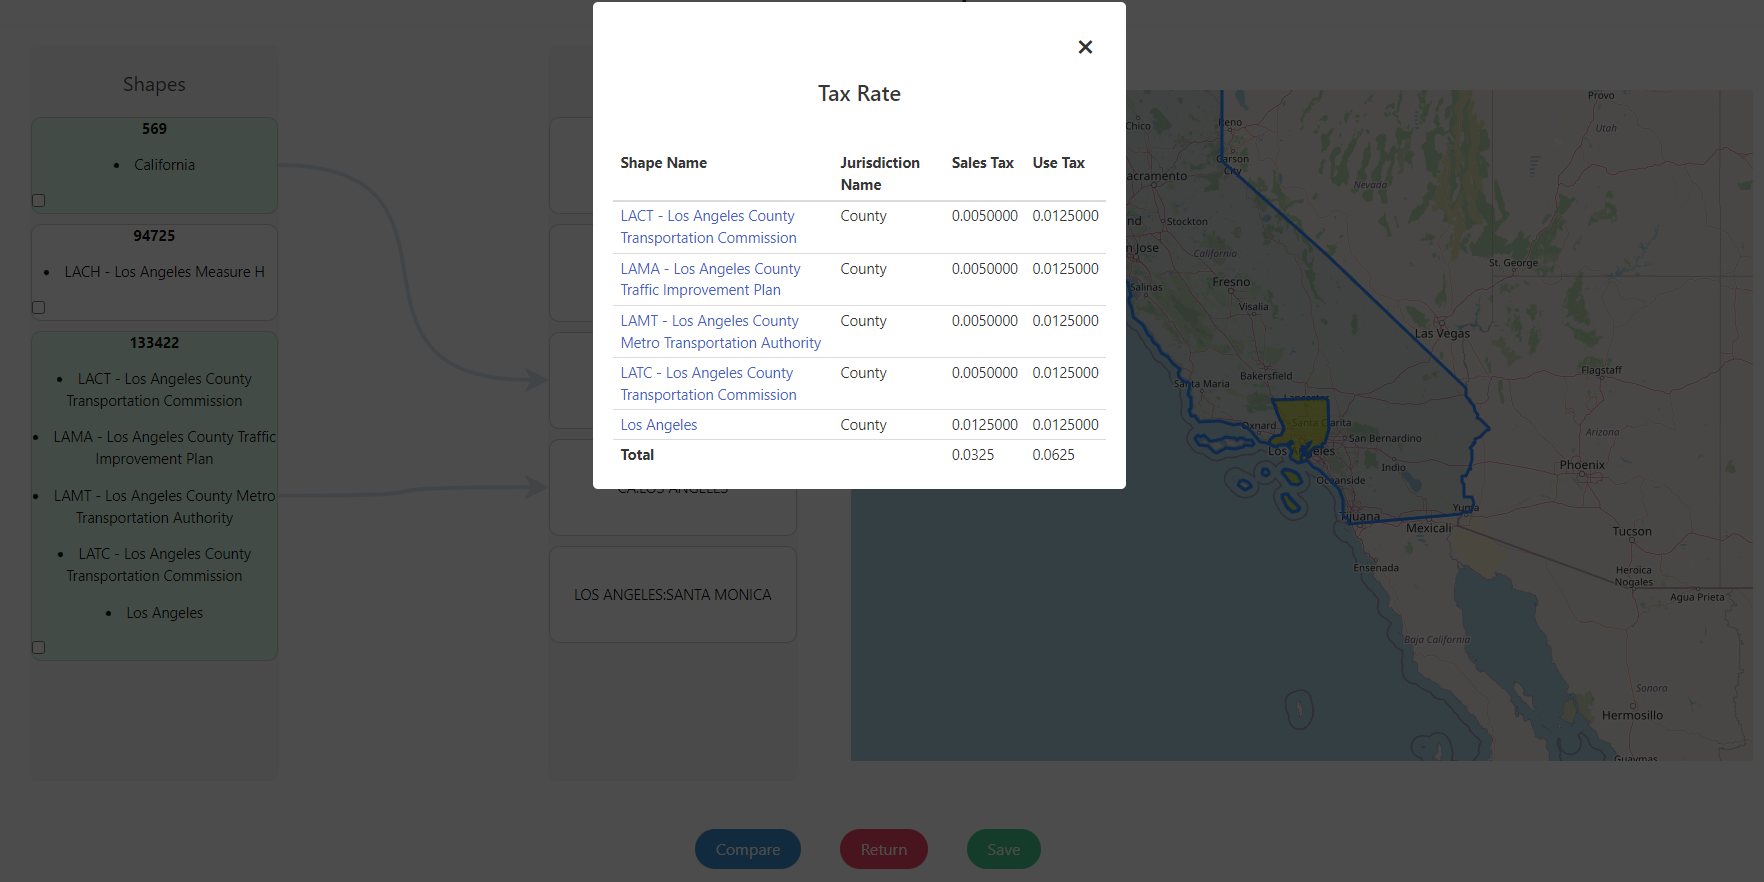 Shapes
569
• California
94725
• LACH - Los Angeles Measure H
133422
• LACT - Los Angeles County
Transportation Commission
• LAMA - Los Angeles County Traffic
Improvement Plan
• LAMT - Los Angeles County Metro
Transportation Authority
• LATC - Los Angeles County
Transportation Commission
• Los Angeles
×
Tax Rate
Shape Name Jurisdiction Name Sales Tax Use Tax
LACT - Los Angeles County County 0.0050000 0.0125000
Transportation Commission
LAMA - Los Angeles County County 0.0050000 0.0125000
Traffic Improvement Plan
LAMT - Los Angeles County County 0.0050000 0.0125000
Metro Transportation Authority
LATC - Los Angeles County County 0.0050000 0.0125000
Transportation Commission
Los Angeles County 0.0125000 0.0125000
Total 0.0325 0.0625
CA:LOS ANGELES
LOS ANGELES:SANTA MONICA
Provo
Chico
Reno
Utah
Carson
City
acramento
Nevada
nd
Stockton
n Jose
California
St. George
Salinas
Fresno
Visalia
Las Vegas
Flagstaff
Santa Maria
Bakersfield
Lancaster
Oxnard
Santa Clarita
San Bernardino
Arizona
Los Angeles
Indio
Phoenix
Oceanside
Tijuana
Yuma
Mexicali
Tucson
Ensenada
Heroica
Nogales
Agua Prieta
Baja California
Sonora
Hermosillo
Guaymas
Compare
Return
Save